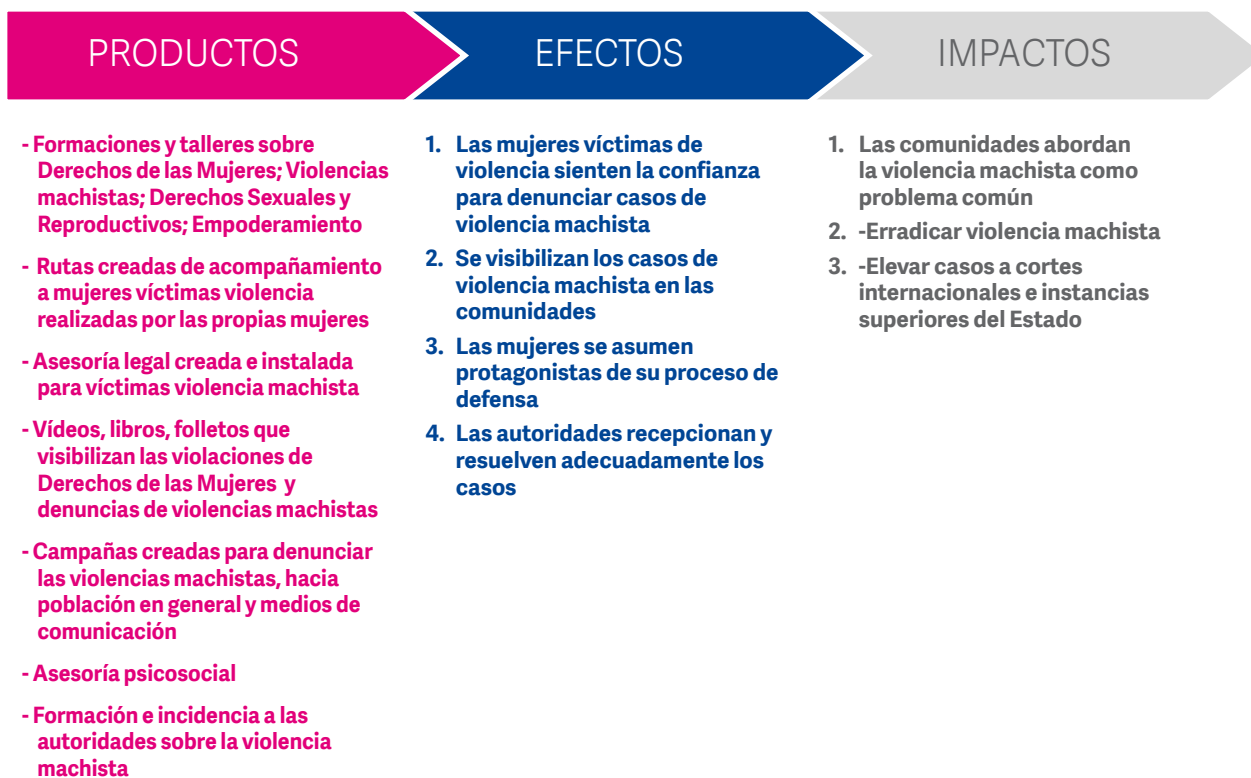 PRODUCTOS
EFECTOS
IMPACTOS
- Formaciones y talleres sobre
Derechos de las Mujeres; Violencias
machistas; Derechos Sexuales y
Reproductivos; Empoderamiento
- Rutas creadas de acompañamiento
a mujeres víctimas violencia
realizadas por las propias mujeres
- Asesoría legal creada e instalada
para víctimas violencia machista
- Vídeos, libros, folletos que
visibilizan las violaciones de
Derechos de las Mujeres y
denuncias de violencias machistas
- Campañas creadas para denunciar
las violencias machistas, hacia
población en general y medios de
comunicación
- Asesoría psicosocial
- Formación e incidencia a las
autoridades sobre la violencia
machista
1. Las mujeres víctimas de
violencia sienten la confianza
para denunciar casos de
violencia machista
2. Se visibilizan los casos de
violencia machista en las
comunidades
3. Las mujeres se asumen
protagonistas de su proceso de
defensa
4. Las autoridades recepcionan y
resuelven adecuadamente los
casos
1. Las comunidades abordan
la violencia machista como
problema común
2. -Erradicar violencia machista
3. -Elevar casos a cortes
internacionales e instancias
superiores del Estado